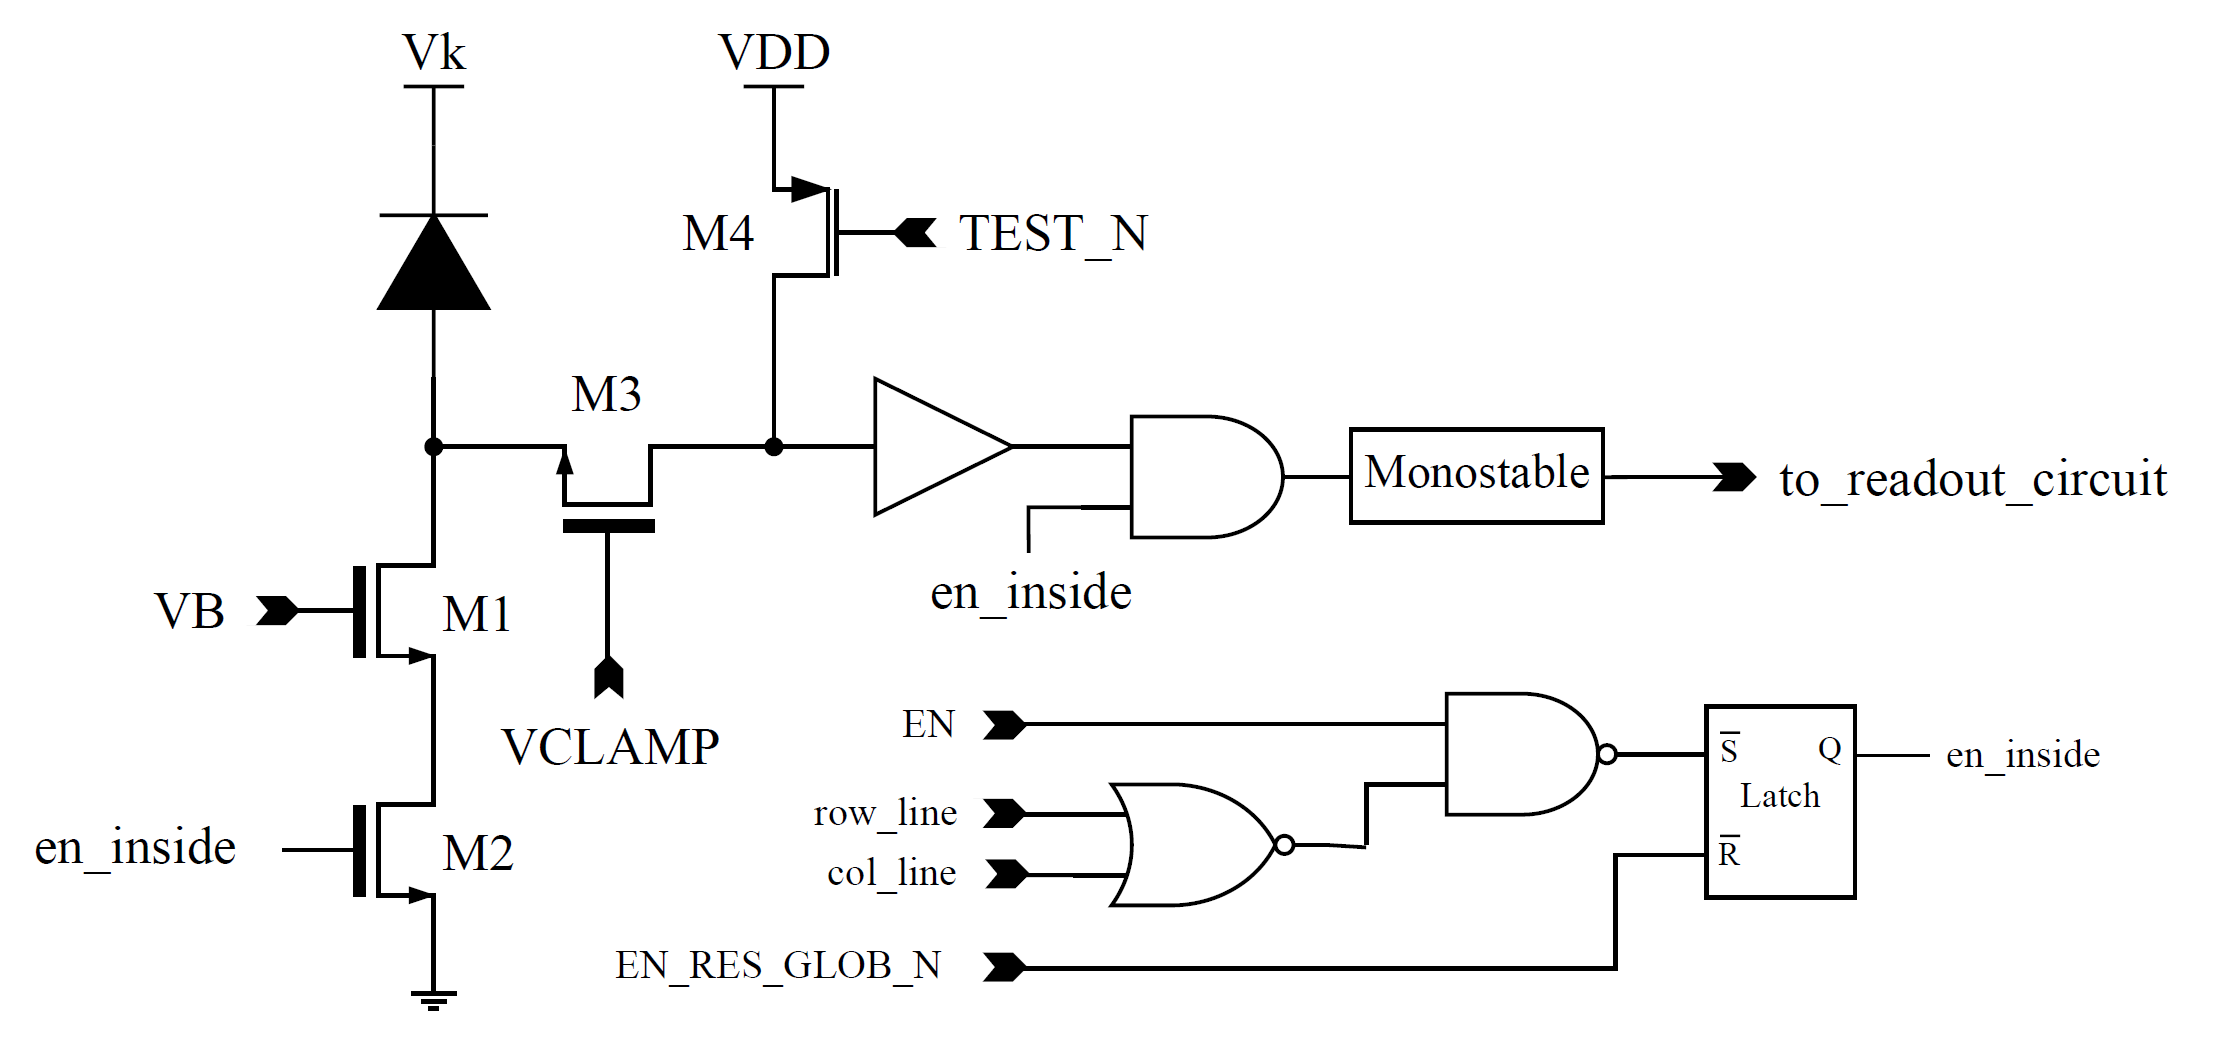 Vk
VDD
M4
TEST_N
M3
Monostable
to_readout_circuit
en_inside
VB
M1
VCLAMP
EN
S
Q
en_inside
Latch
row_line
en_inside
M2
col_line
R
EN_RES_GLOB_N